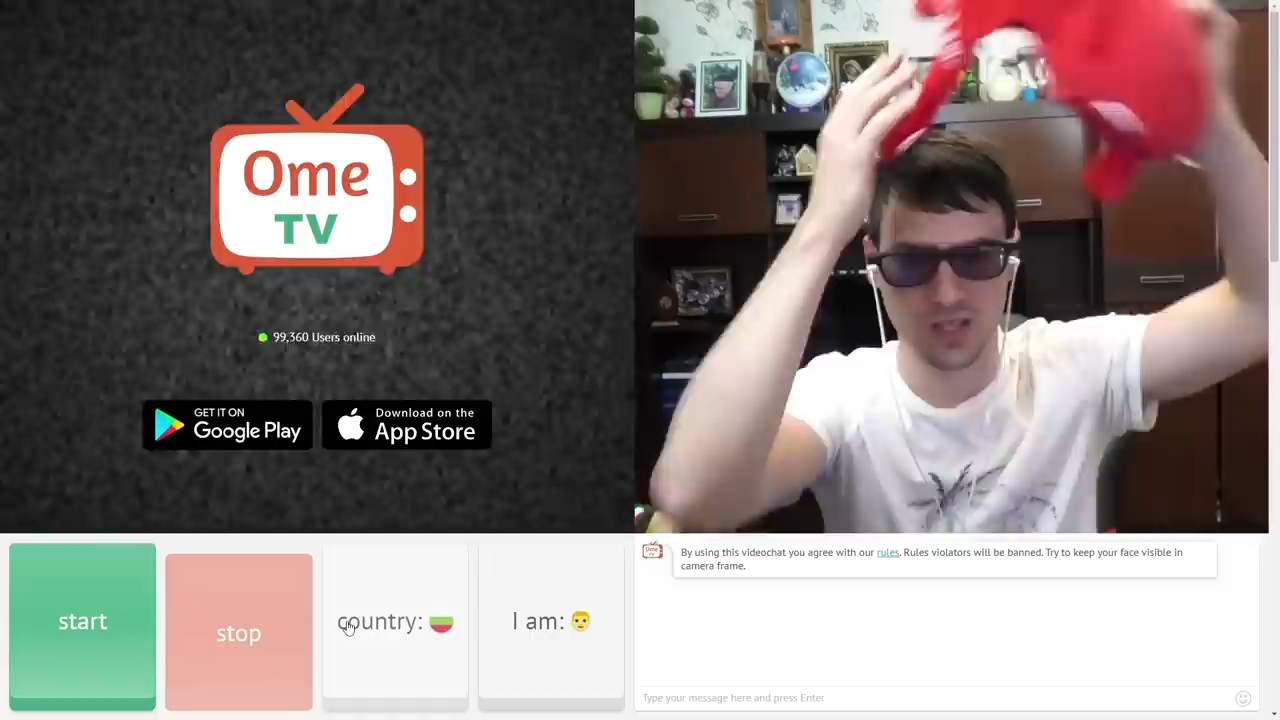 Ome
TV
99,360 Users online
GET IT ON
Google Play
Download on the
App Store
start
stop
country:
I am:
Ome
TV
By using this videochat you agree with our rules. Rules violators will be banned. Try to keep your face visible in
camera frame.
Type your message here and press Enter